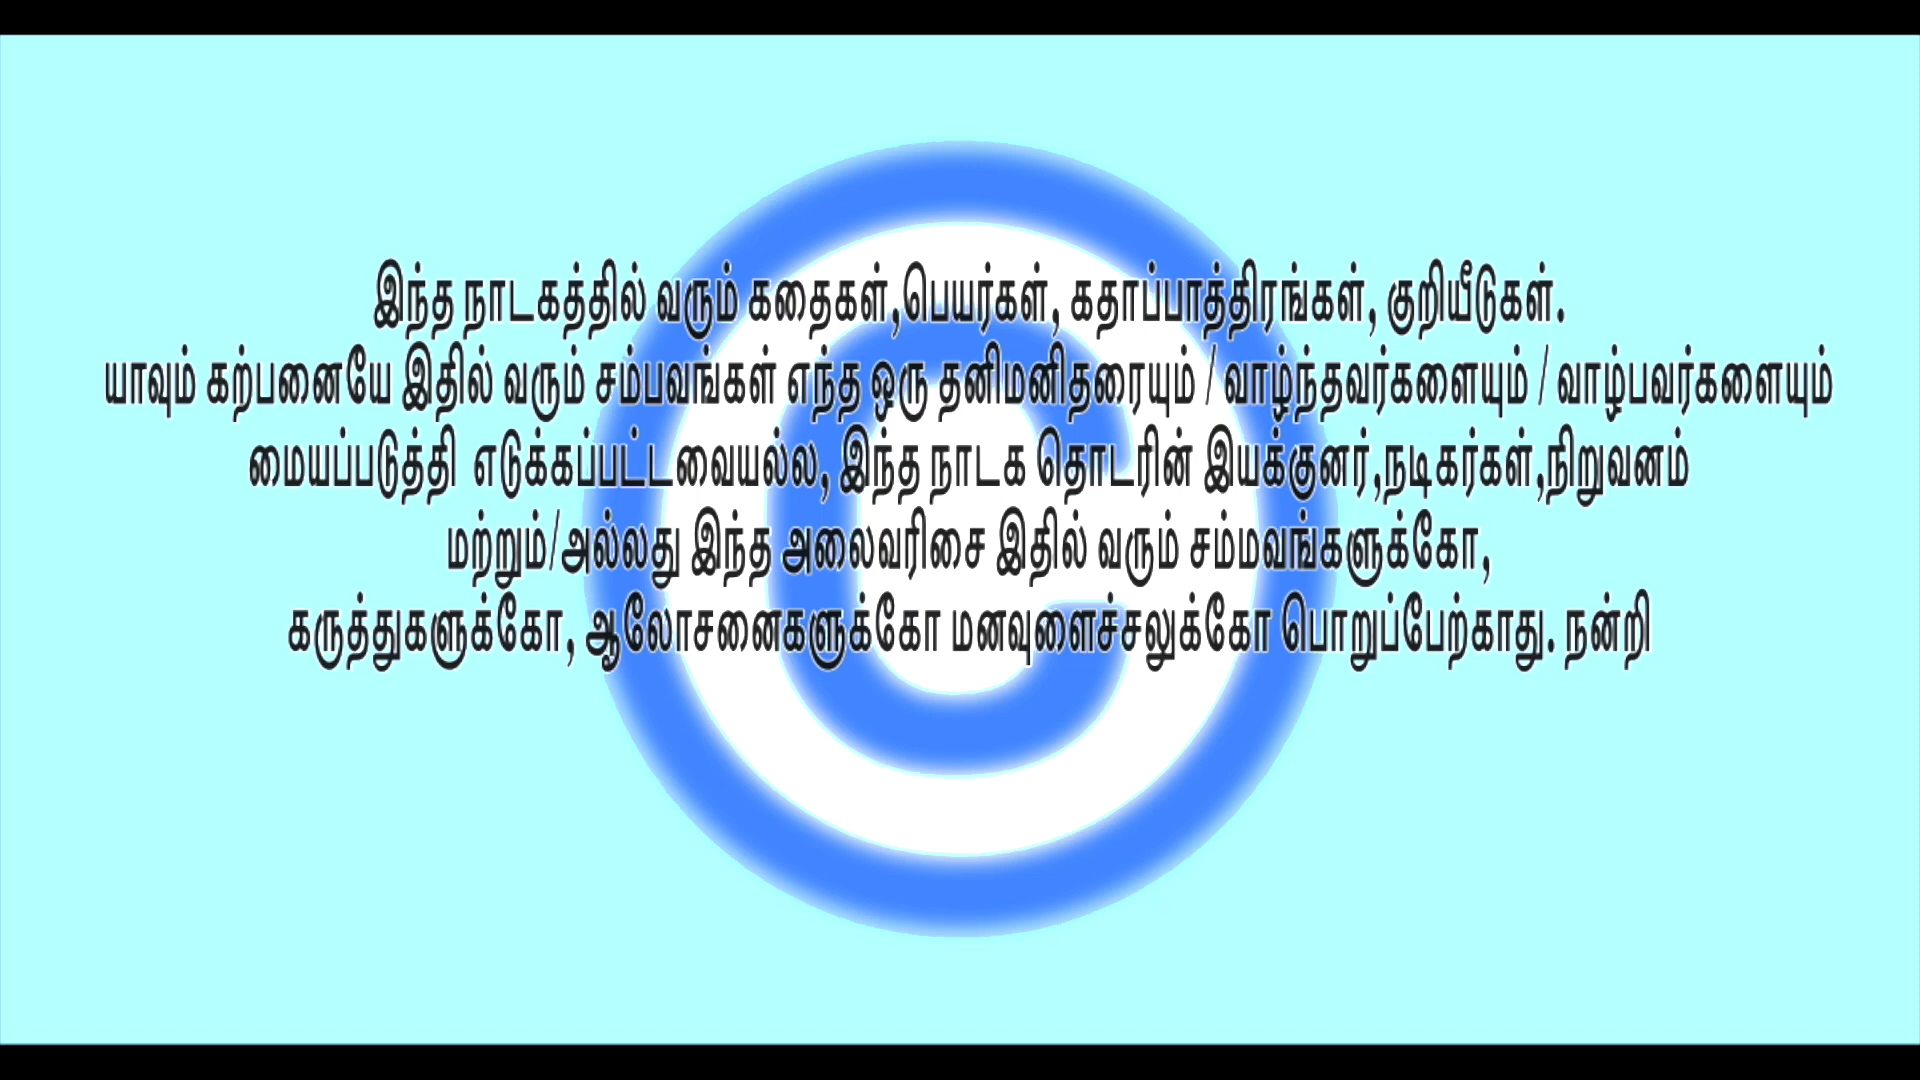 இந்த நாடகத்தில் வரும் கதைகள்,பெயர்கள், கதாப்பாத்திரங்கள், குறியீடுகள்.
யாவும் கற்பனையே இதில் வரும் சம்பவங்கள் எந்த ஒரு தனிமனிதரையும் / வாழ்ந்தவர்களையும் / வாழ்பவர்களையும்
மையப்படுத்தி எடுக்கப்பட்டவையல்ல, இந்த நாடக தொடரின் இயக்குனர்,நடிகர்கள்,நிறுவனம்
மற்றும்/அல்லது இந்த அலைவரிசை இதில் வரும் சம்மவங்களுக்கோ,
கருத்துகளுக்கோ, ஆலோசனைகளுக்கோ மனவுளைச்சலுக்கோ பொறுப்பேற்காது. நன்றி